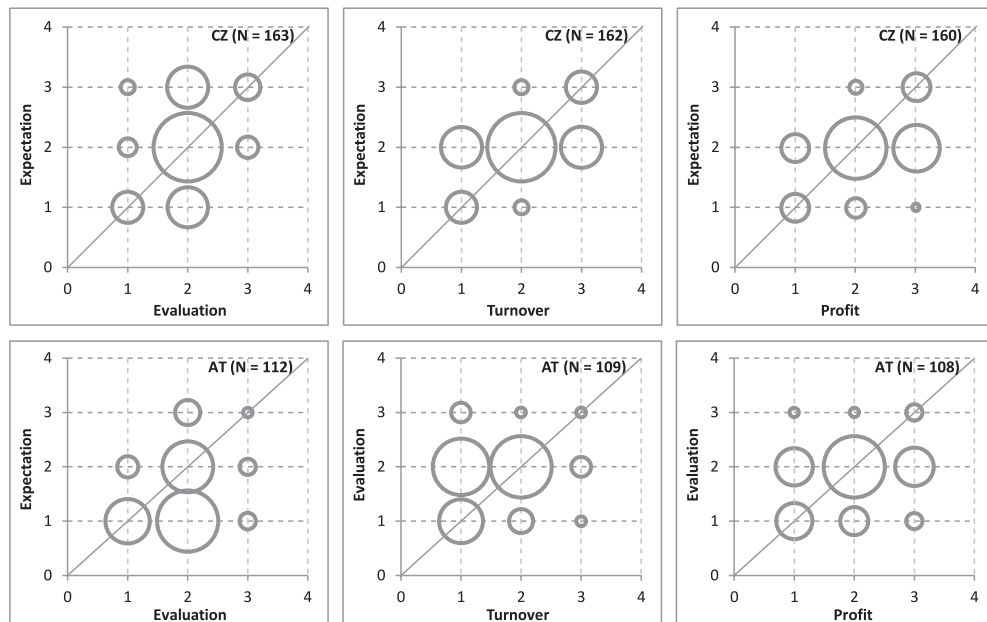 4
CZ (N = 163)
3
2
1
0
Expectation
0 1 2 3 4
Evaluation
4
CZ (N = 162)
3
2
1
0
Expectation
0 1 2 3 4
Turnover
4
CZ (N = 160)
3
2
1
0
Expectation
0 1 2 3 4
Profit
4
AT (N = 112)
3
2
1
0
Expectation
0 1 2 3 4
Evaluation
4
AT (N = 109)
3
2
1
0
Evaluation
0 1 2 3 4
Turnover
4
AT (N = 108)
3
2
1
0
Evaluation
0 1 2 3 4
Profit